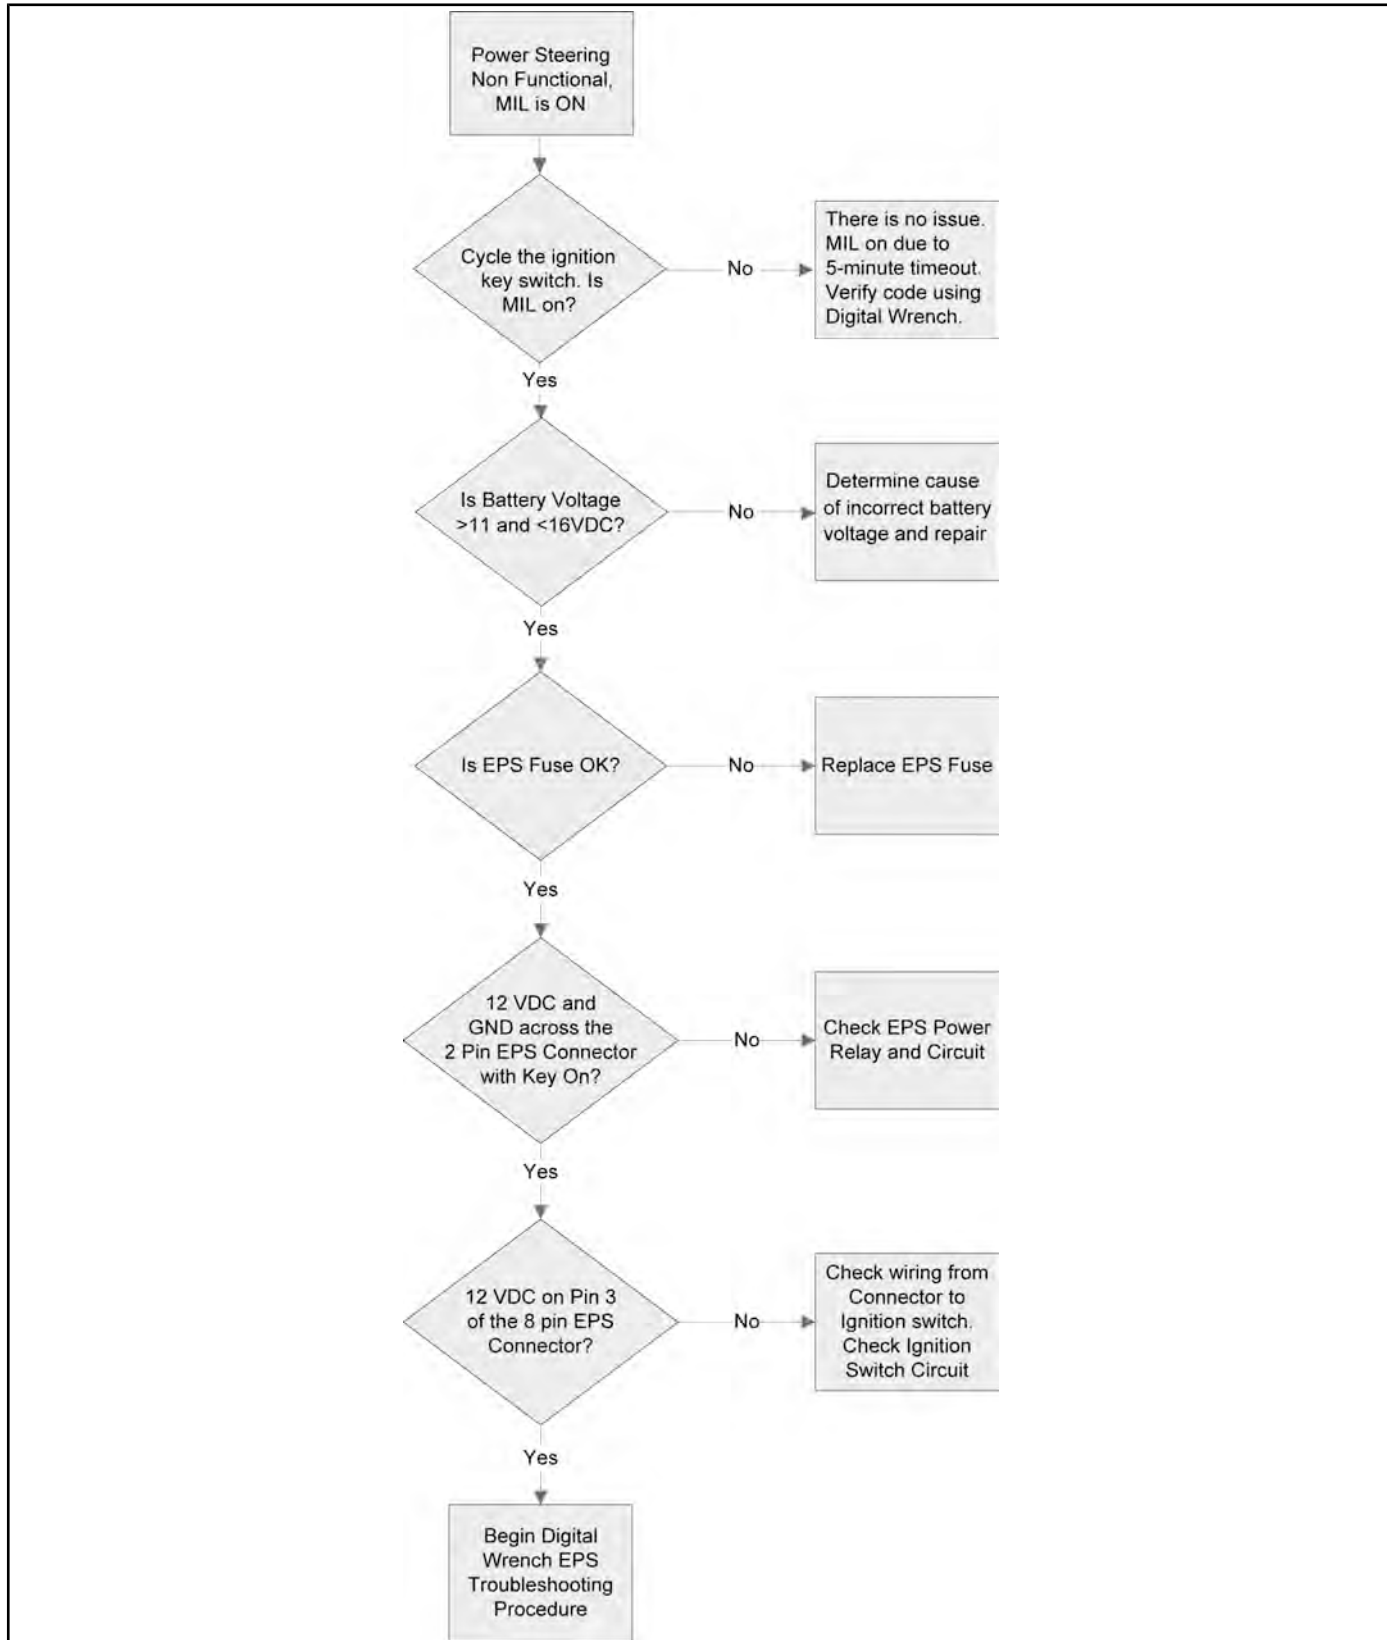 Power Steering
Non Functional,
MIL is ON
Cycle the ignition
key switch. Is
MIL on?
No
There is no issue.
MIL on due to
5-minute timeout.
Verify code using
Digital Wrench.
Yes
Is Battery Voltage
>11 and <16VDC?
No
Determine cause
of incorrect battery
voltage and repair
Yes
Is EPS Fuse OK?
No
Replace EPS Fuse
Yes
12 VDC and
GND across the
2 Pin EPS Connector
with Key On?
No
Check EPS Power
Relay and Circuit
Yes
12 VDC on Pin 3
of the 8 pin EPS
Connector?
No
Check wiring from
Connector to
Ignition switch.
Check Ignition
Switch Circuit
Yes
Begin Digital
Wrench EPS
Troubleshooting
Procedure